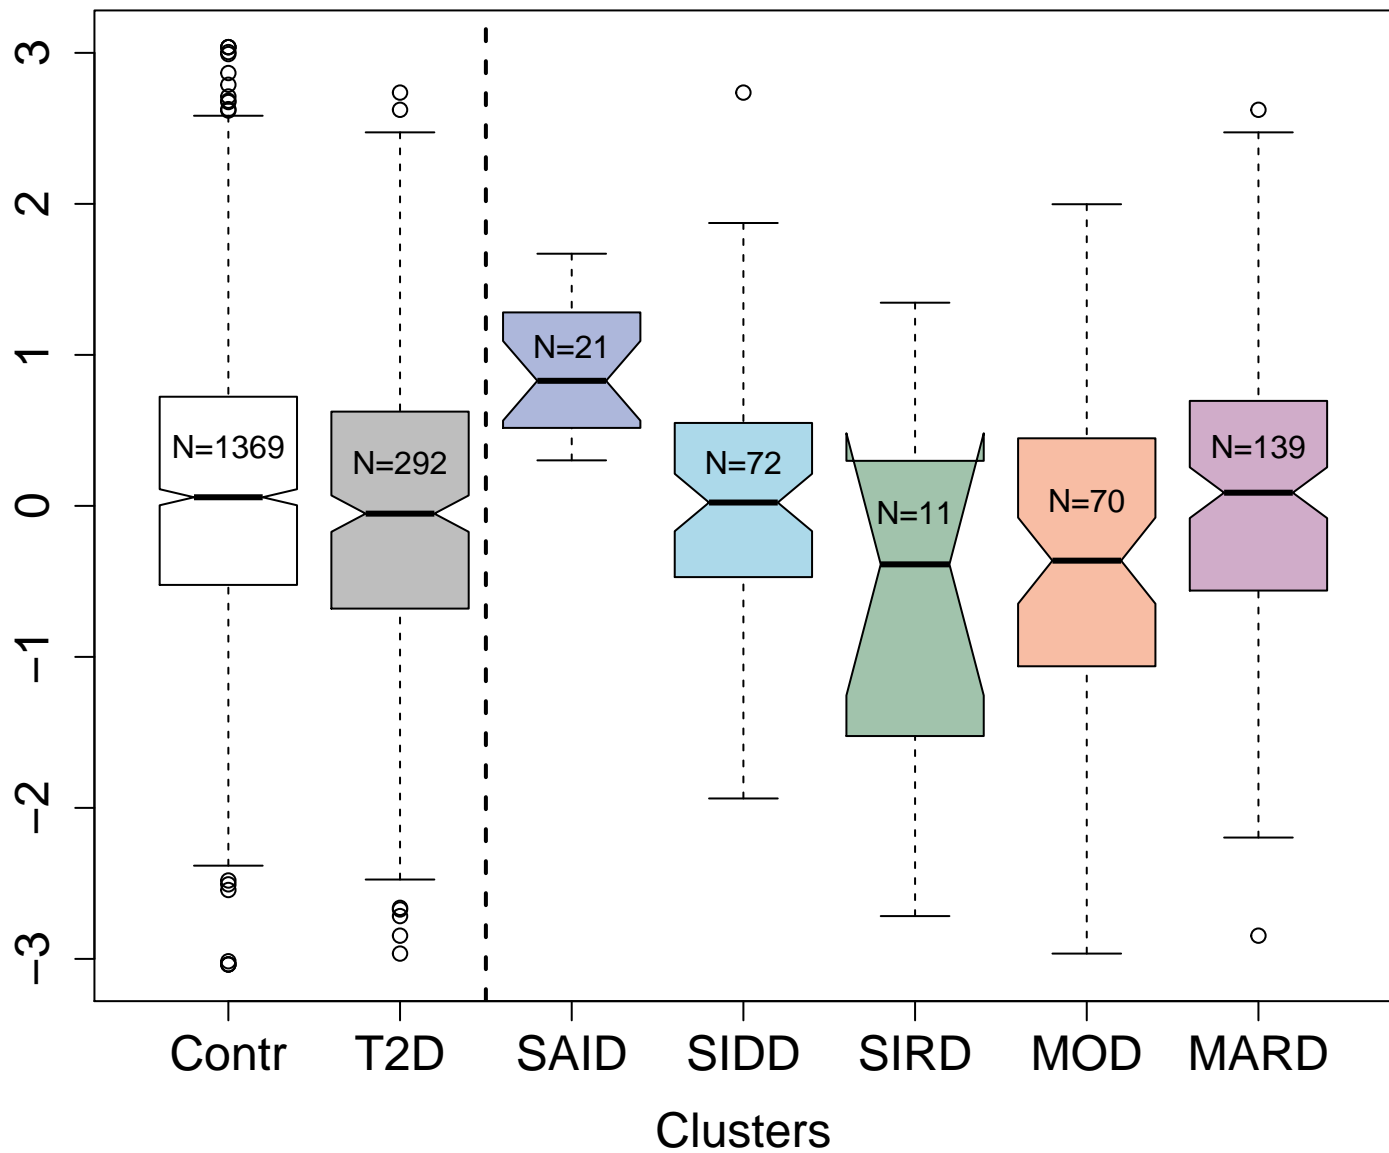 3
2
1
0
−1
−2
−3
N=1369
N=292
N=21
N=72
N=11
N=70
N=139
Contr T2D SAID SIDD SIRD MOD MARD
Clusters